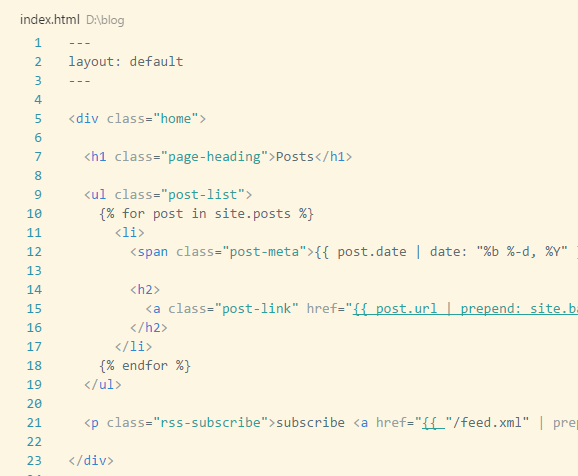 index.html D:\blog
1 ---
2 layout: default
3 ---
4
5 <div class="home">
6
7 <h1 class="page-heading">Posts</h1>
8
9 <ul class="post-list">
10 {% for post in site.posts %}
11 <li>
12 <span class="post-meta">{{ post.date | date: "%b %-d, %Y"
13
14 <h2>
15 <a class="post-link" href="{{ post.url | prepend: site.ba
16 </h2>
17 </li>
18 {% endfor %}
19 </ul>
20
21 <p class="rss-subscribe">subscribe <a href="{{ "/feed.xml" | prep
22
23 </div>